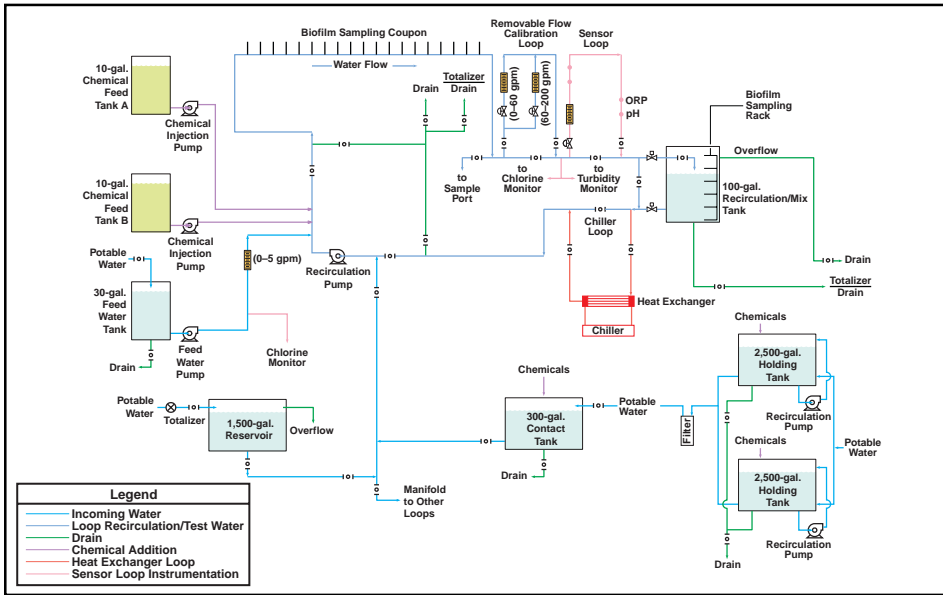 Biofilm Sampling Coupon
Water Flow
Removable Flow
Calibration
Loop
Sensor
Loop
10-gal.
Chemical
Feed
Tank A
Chemical
Injection
Pump
Drain
Totalizer
Drain
(0–60 gpm)
(60–200 gpm)
ORP
pH
Biofilm
Sampling
Rack
Overflow
to
Sample
Port
to
Chlorine
Monitor
to
Turbidity
Monitor
100-gal.
Recirculation/Mix
Tank
10-gal.
Chemical
Feed
Tank B
Chemical
Injection
Pump
Chiller
Loop
Potable
Water
(0–5 gpm)
Recirculation
Pump
Drain
Totalizer
Drain
30-gal.
Feed
Water
Tank
Heat Exchanger
Chiller
Feed
Water
Pump
Drain
Chlorine
Monitor
Chemicals
2,500-gal.
Holding
Tank
Recirculation
Pump
Potable
Water
Totalizer
1,500-gal.
Reservoir
Overflow
Chemicals
300-gal.
Contact
Tank
Drain
Potable
Water
Filter
Potable
Water
Chemicals
2,500-gal.
Holding
Tank
Recirculation
Pump
Drain
Manifold
to Other
Loops
Legend
Incoming Water
Loop Recirculation/Test Water
Drain
Chemical Addition
Heat Exchanger Loop
Sensor Loop Instrumentation